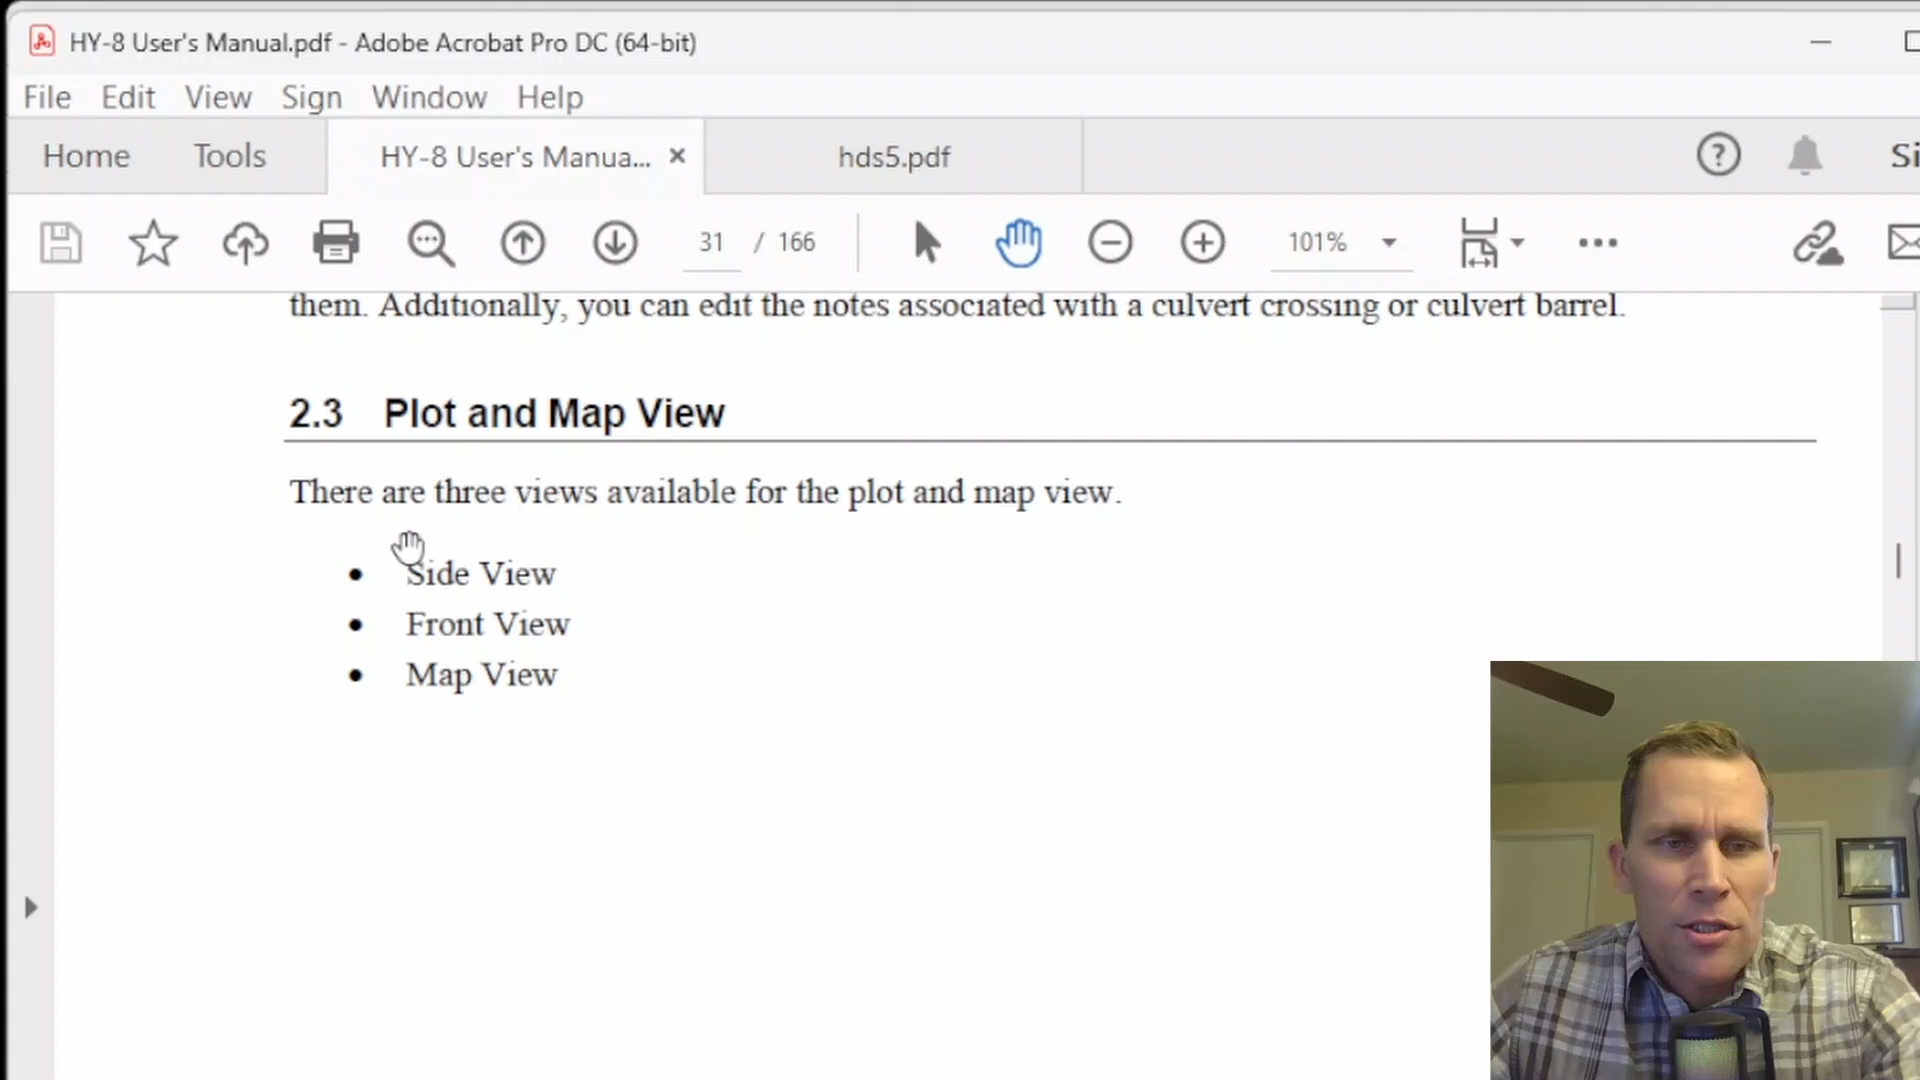 HY-8 User's Manual.pdf - Adobe Acrobat Pro DC (64-bit)
File Edit View Sign Window Help
Home Tools HY-8 User's Manua... hds5.pdf Si
31 / 166 101%
them. Additionally, you can edit the notes associated with a culvert crossing or culvert barrel.
2.3 Plot and Map View
There are three views available for the plot and map view.
• Side View
• Front View
• Map View